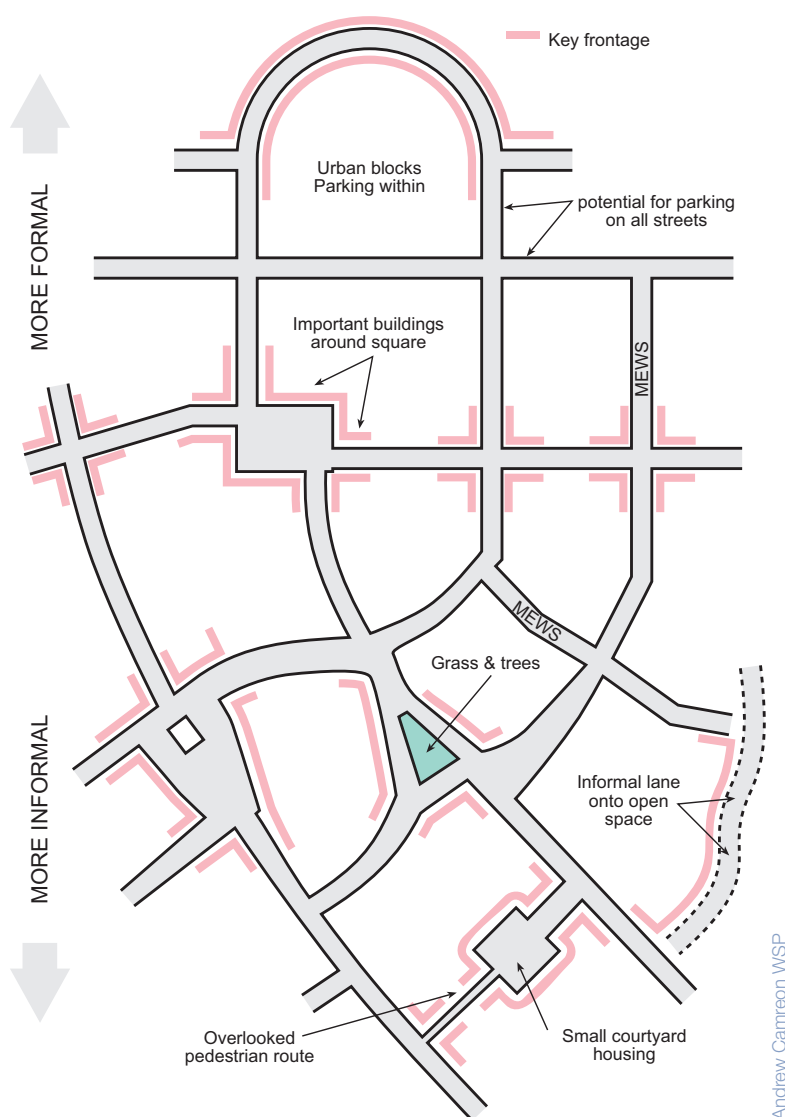 Key frontage
Urban blocks
Parking within
potential for parking
on all streets
MORE FORMAL
Important buildings
around square
MEWS
MEWS
Grass & trees
Informal lane
onto open
space
MORE INFORMAL
Overlooked
pedestrian route
Small courtyard
housing
Andrew Camreon WSP